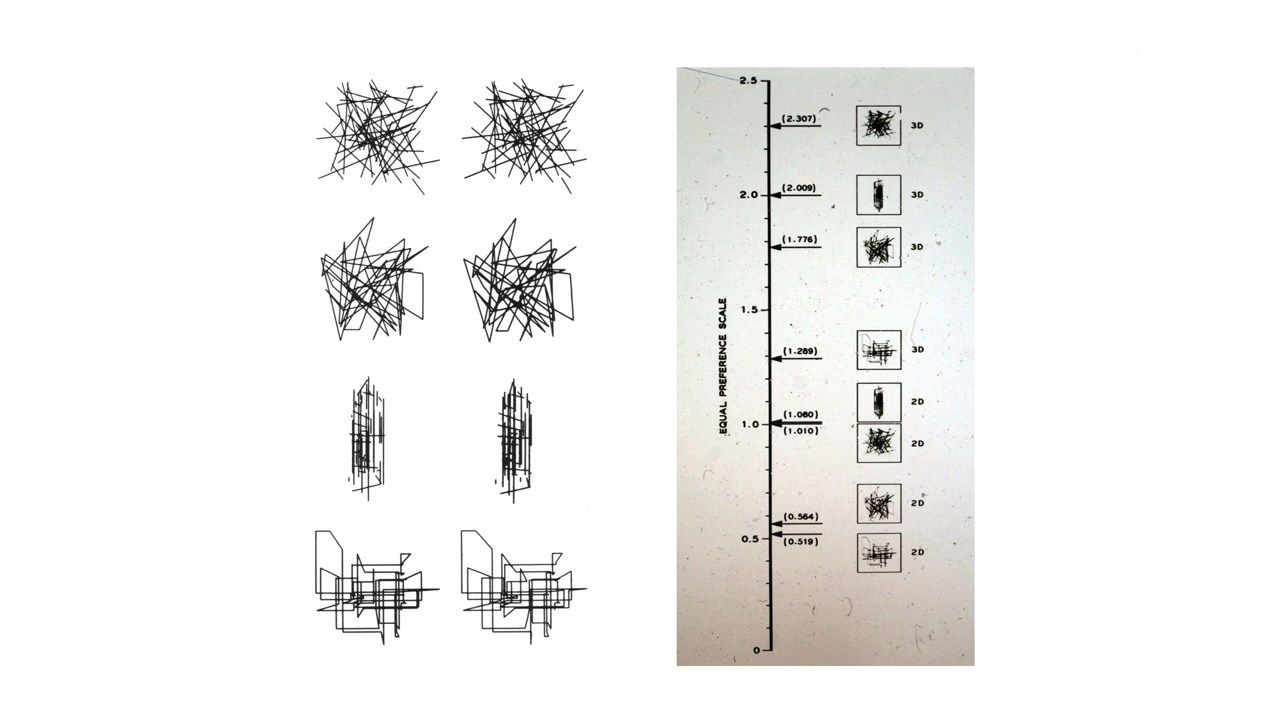 2.5
(2.307)
3D
(2.009)
2.0
3D
(1.776)
3D
1.5
EQUAL PREFERENCE SCALE
(1.289)
3D
2D
(1.060)
1.0
(1.010)
2D
2D
(0.564)
0.5
(0.519)
2D
0